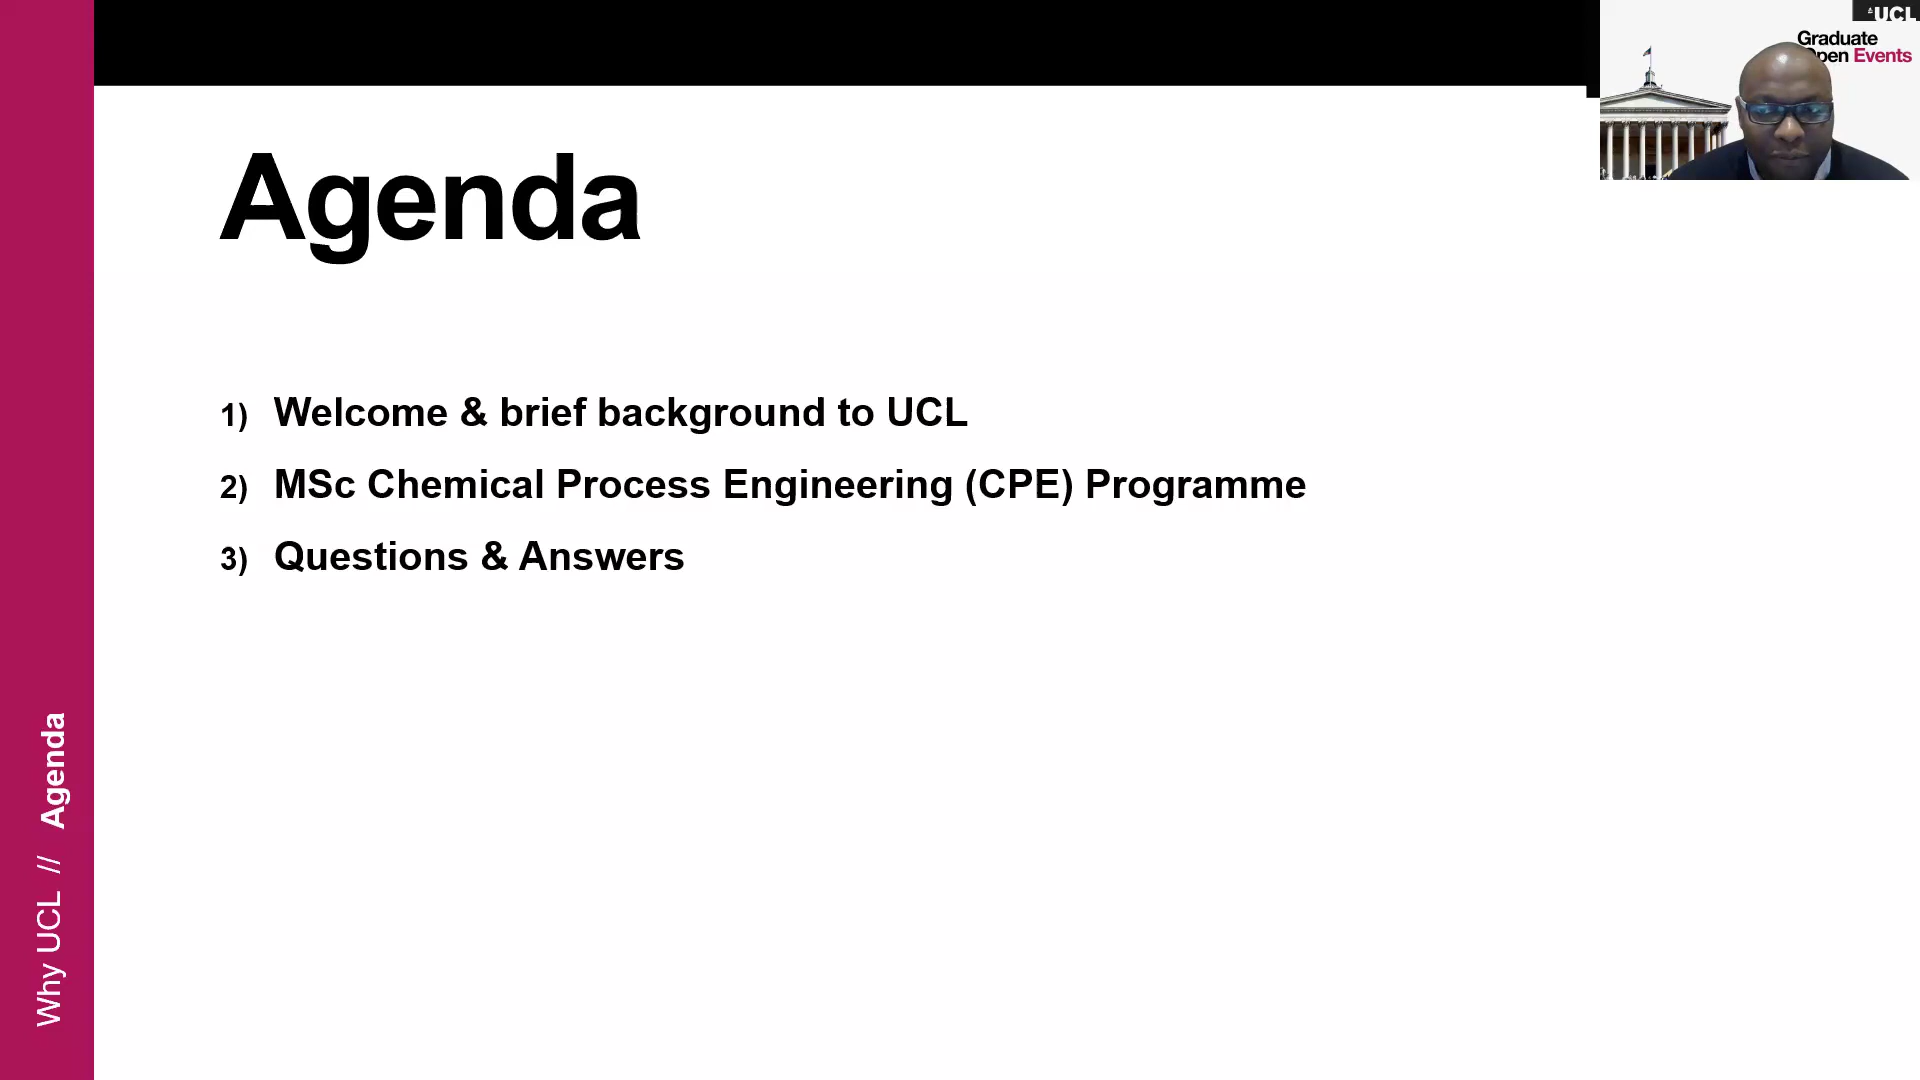 UCL
Graduate
Open Events
Agenda
1) Welcome & brief background to UCL
2) MSc Chemical Process Engineering (CPE) Programme
3) Questions & Answers
Why UCL // Agenda